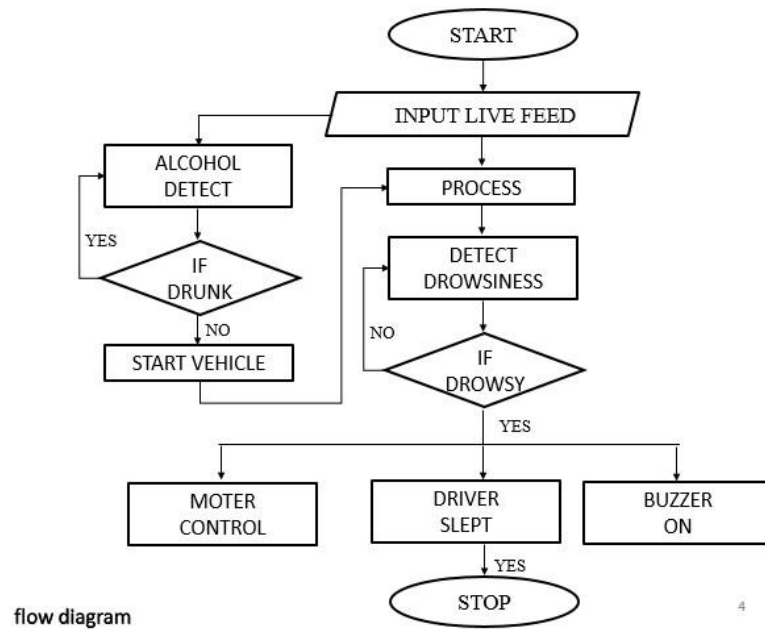 START
INPUT LIVE FEED
ALCOHOL
DETECT
PROCESS
YES
IF
DRUNK
DETECT
DROWSINESS
NO
NO
START VEHICLE
IF
DROWSY
YES
MOTER
CONTROL
DRIVER
SLEPT
BUZZER
ON
YES
STOP
flow diagram
4